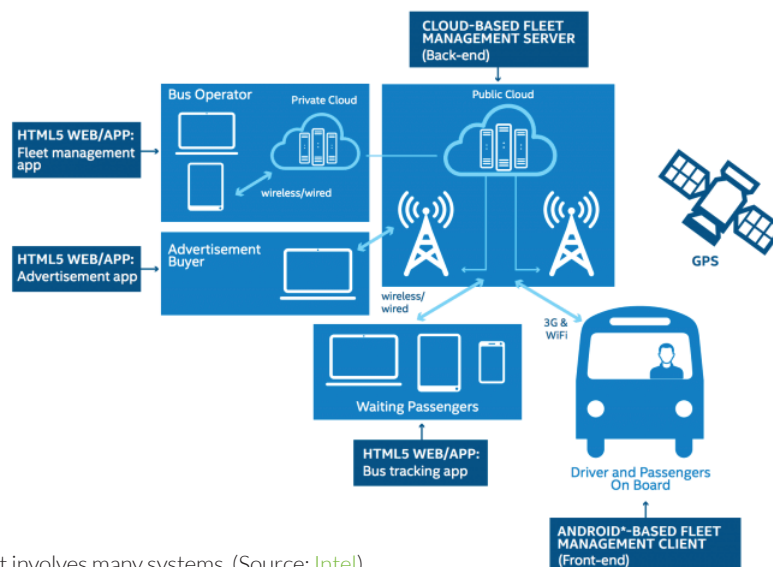 CLOUD-BASED FLEET
MANAGEMENT SERVER
(Back-end)
Bus Operator
Private Cloud
Public Cloud
HTML5 WEB/APP:
Fleet management
app
wireless/wired
HTML5 WEB/APP:
Advertisement app
Advertisement
Buyer
GPS
wireless/
wired
3G &
WiFi
Waiting Passengers
HTML5 WEB/APP:
Bus tracking app
Driver and Passengers
On Board
ANDROID*-BASED FLEET
MANAGEMENT CLIENT
(Front-end)
t involves many systems. (Source: Intel)